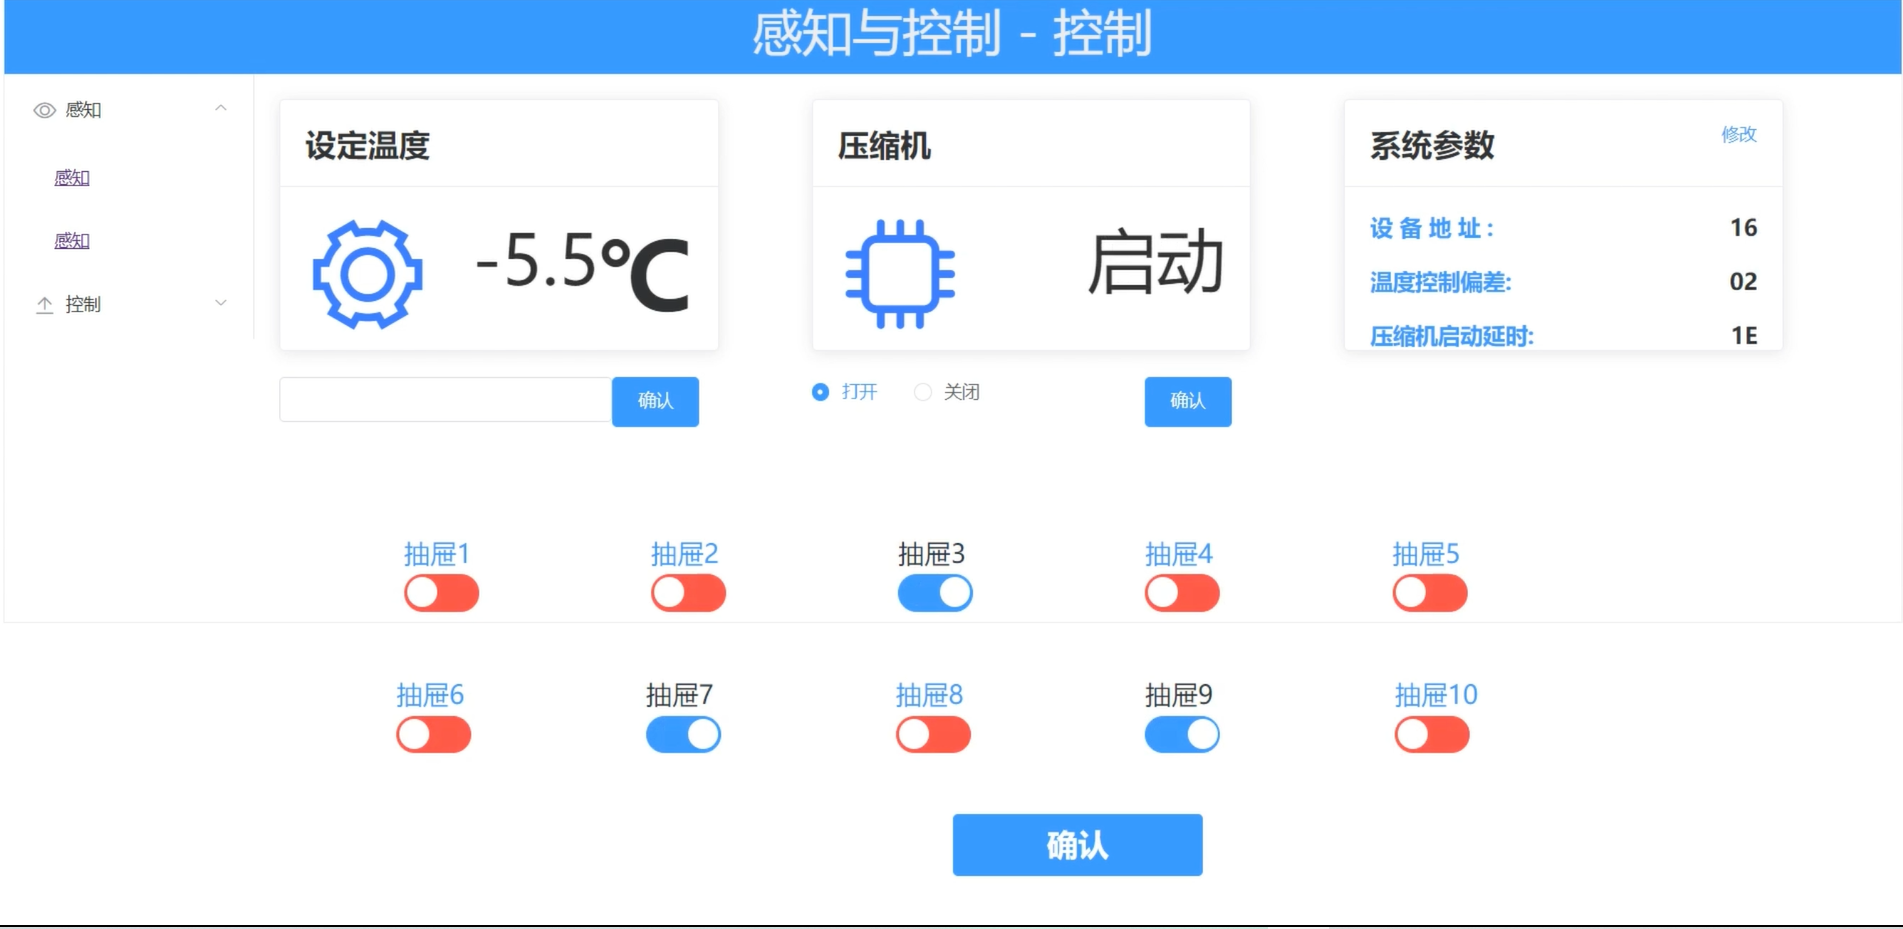 感知与控制 - 控制
感知
感知
感知
控制
设定温度
-5.5℃
确认
压缩机
启动
打开 关闭 确认
系统参数 修改
设 备 地 址 : 16
温度控制偏差: 02
压缩机启动延时: 1E
抽屉1 抽屉2 抽屉3 抽屉4 抽屉5
抽屉6 抽屉7 抽屉8 抽屉9 抽屉10
确认